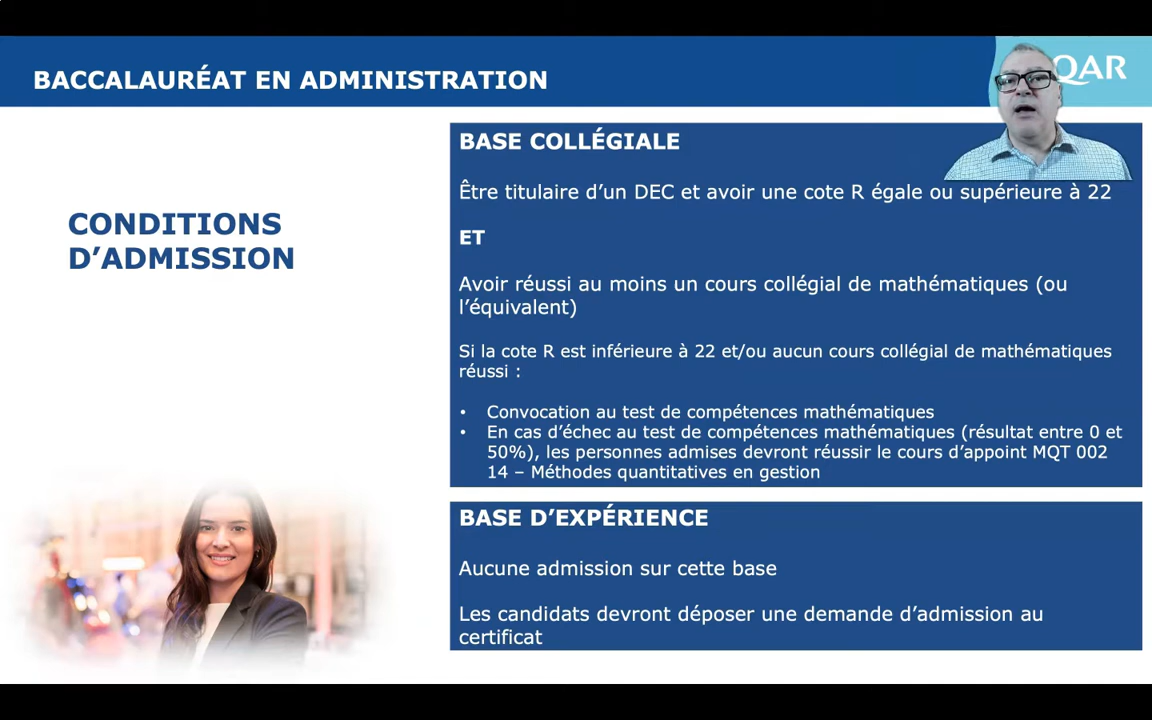 BACCALAURÉAT EN ADMINISTRATION
QAR
CONDITIONS
D’ADMISSION
BASE COLLÉGIALE
Être titulaire d’un DEC et avoir une cote R égale ou supérieure à 22
ET
Avoir réussi au moins un cours collégial de mathématiques (ou
l’équivalent)
Si la cote R est inférieure à 22 et/ou aucun cours collégial de mathématiques
réussi :
• Convocation au test de compétences mathématiques
• En cas d’échec au test de compétences mathématiques (résultat entre 0 et
50%), les personnes admises devront réussir le cours d’appoint MQT 002
14 – Méthodes quantitatives en gestion
BASE D’EXPÉRIENCE
Aucune admission sur cette base
Les candidats devront déposer une demande d’admission au
certificat